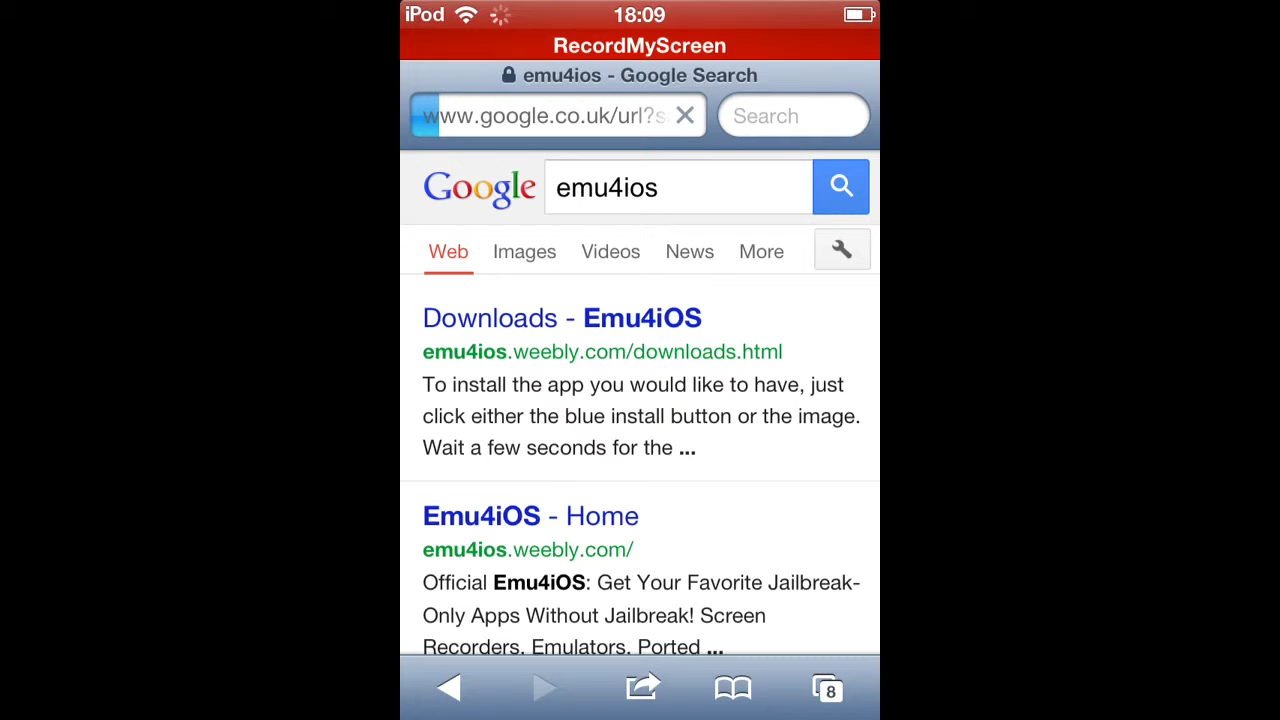 iPod 18:09
RecordMyScreen
emu4ios - Google Search
www.google.co.uk/url?s Search
Google emu4ios
Web Images Videos News More
Downloads - Emu4iOS
emu4ios.weebly.com/downloads.html
To install the app you would like to have, just
click either the blue install button or the image.
Wait a few seconds for the ...
Emu4iOS - Home
emu4ios.weebly.com/
Official Emu4iOS: Get Your Favorite Jailbreak-
Only Apps Without Jailbreak! Screen
Recorders, Emulators, Ported ...
8